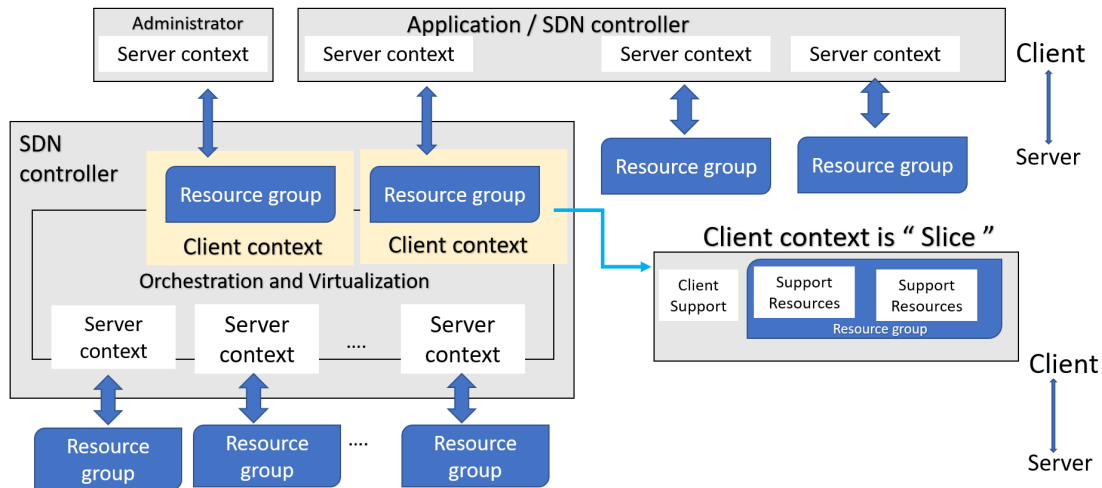 Administrator
Server context
Application / SDN controller
Server context
Server context
Server context
Client
Server
SDN
controller
Resource group
Client context
Resource group
Client context
Resource group
Resource group
Orchestration and Virtualization
Server
context
Server
context
....
Server
context
Client context is “ Slice ”
Client
Support
Support
Resources
Support
Resources
Resource group
Client
Server
Resource
group
Resource
group
....
Resource
group